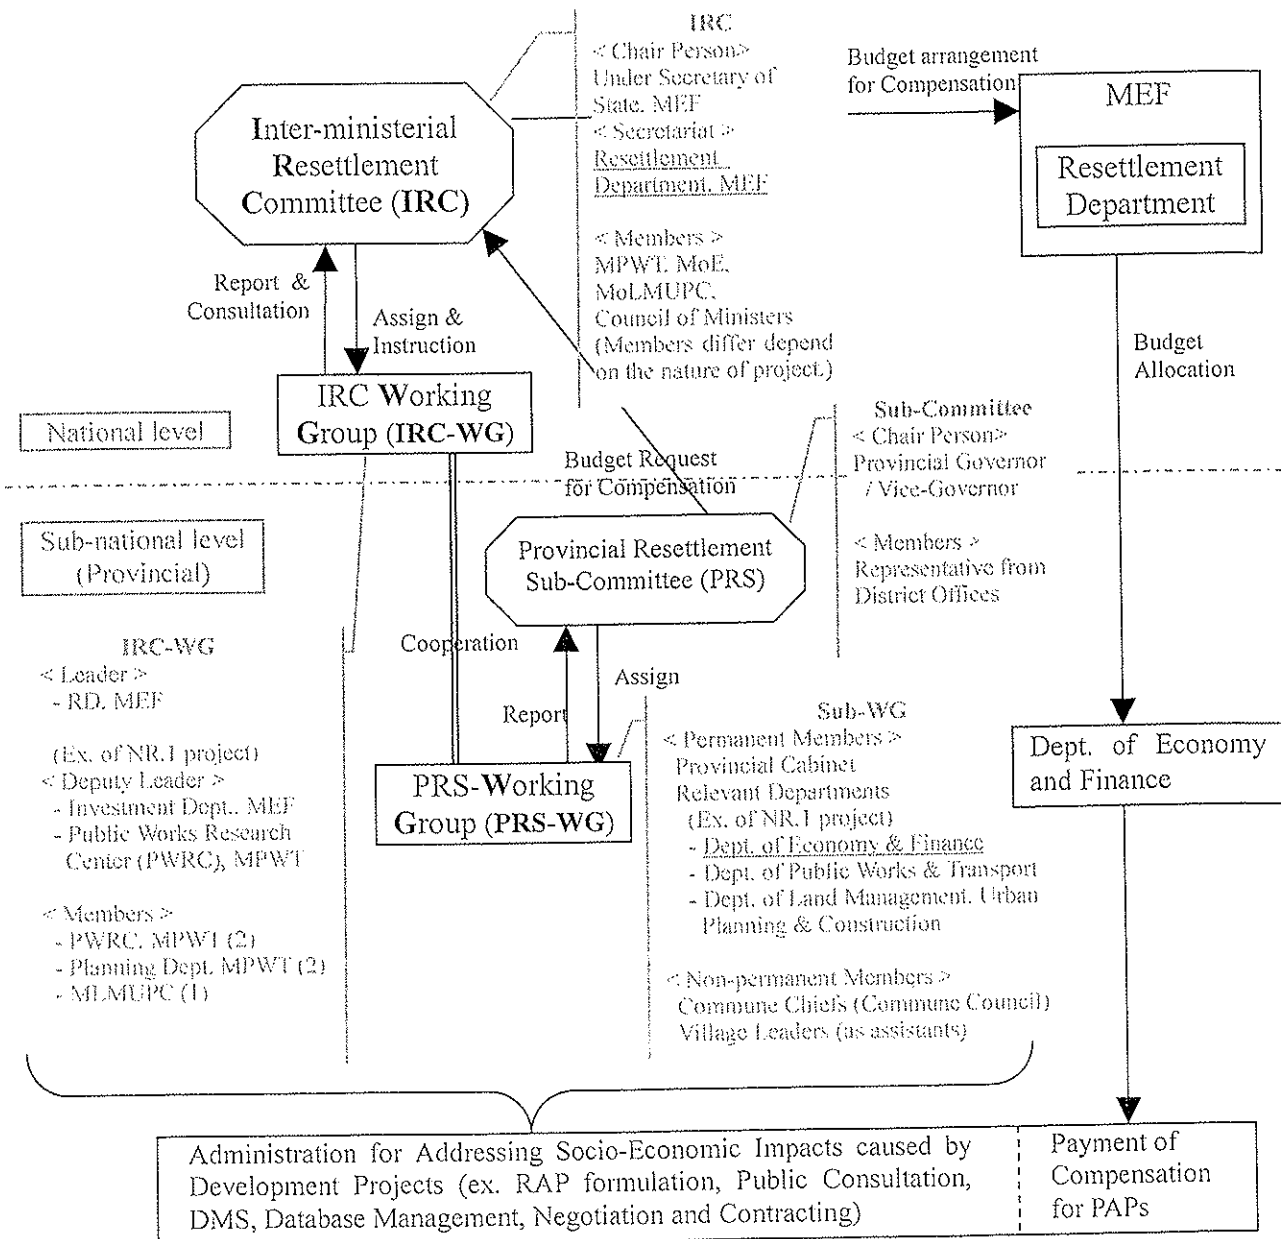 IRC
< Chair Person>
Under Secretary of
State. MEF
< Secretariat >
Resettlement
Department. MEF
< Members >
MPWT. MoE.
MoLMUPC.
Council of Ministers
(Members differ depend
on the nature of project.)
Budget arrangement
for Compensation
MEF
Resettlement
Department
Inter-ministerial
Resettlement
Committee (IRC)
Report &
Consultation
Assign &
Instruction
IRC Working
Group (IRC-WG)
National level
Budget Request
for Compensation
Sub-Committee
< Chair Person>
Provincial Governor
/ Vice-Governor
< Members >
Representative from
District Offices
Budget
Allocation
Sub-national level
(Provincial)
Provincial Resettlement
Sub-Committee (PRS)
IRC-WG
< Leader >
- RD. MEF
(Ex. of NR.1 project)
< Deputy Leader >
- Investment Dept.. MEF
- Public Works Research
Center (PWRC), MPWT
< Members >
- PWRC. MPWT (2)
- Planning Dept. MPWT (2)
- MLMUPC (1)
Cooperation
Report
Assign
PRS-Working
Group (PRS-WG)
Sub-WG
< Permanent Members >
Provincial Cabinet
Relevant Departments
(Ex. of NR.1 project)
- Dept. of Economy & Finance
- Dept. of Public Works & Transport
- Dept. of Land Management. Urban
Planning & Construction
< Non-permanent Members >
Commune Chiefs (Commune Council)
Village Leaders (as assistants)
Dept. of Economy
and Finance
Administration for Addressing Socio-Economic Impacts caused by
Development Projects (ex. RAP formulation, Public Consultation,
DMS, Database Management, Negotiation and Contracting)
Payment of
Compensation
for PAPs